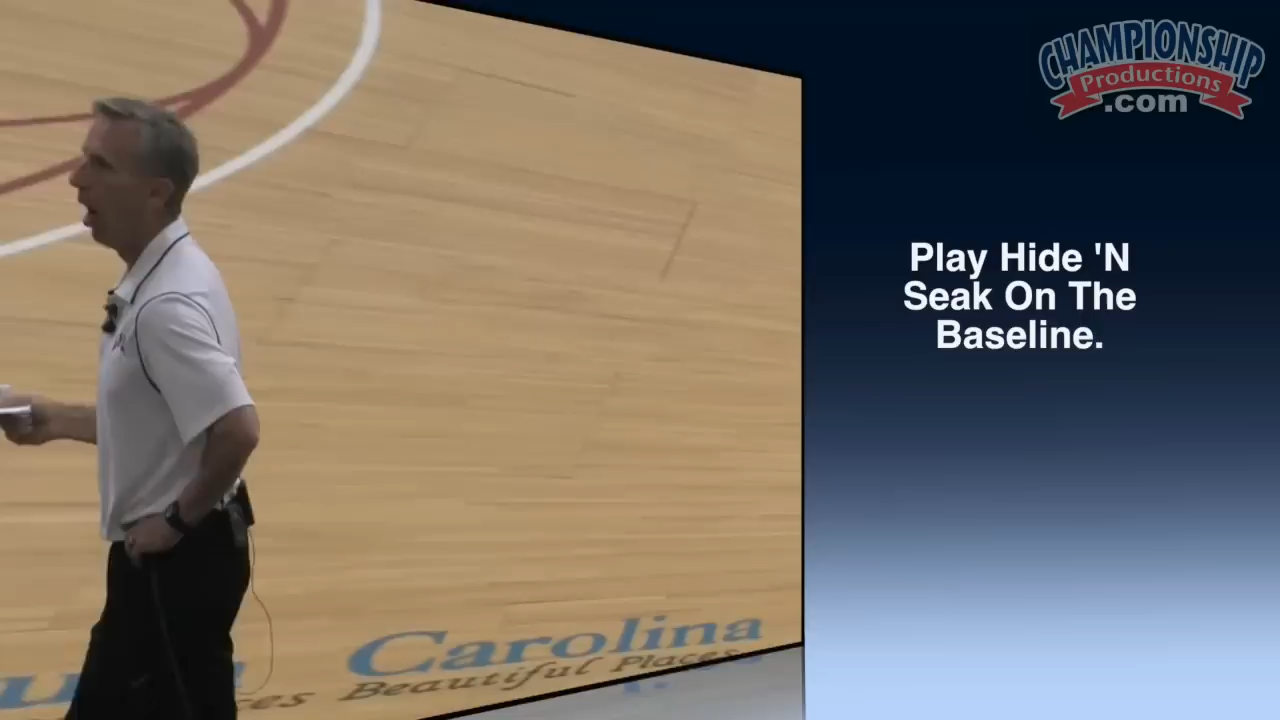 CHAMPIONSHIP
Productions
.com
Play Hide 'N
Seak On The
Baseline.
Carolina
Beautiful Places